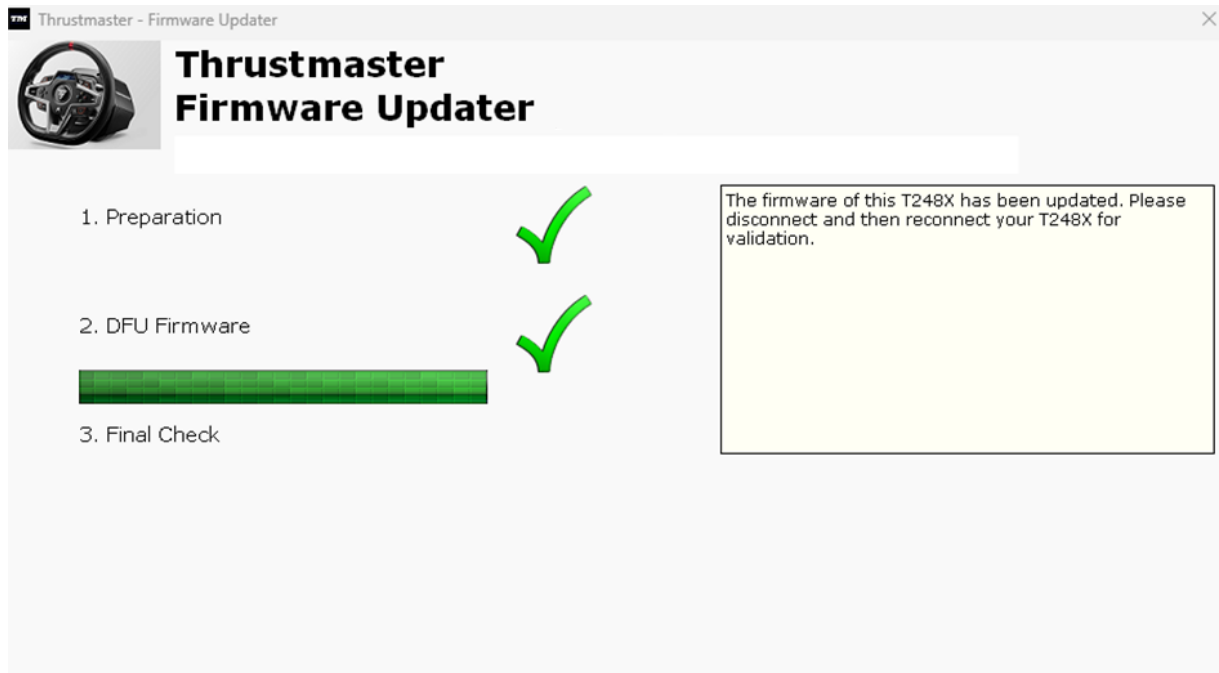 TM Thrustmaster - Firmware Updater
Thrustmaster
Firmware Updater
1. Preparation
The firmware of this T248X has been updated. Please
disconnect and then reconnect your T248X for
validation.
2. DFU Firmware
3. Final Check